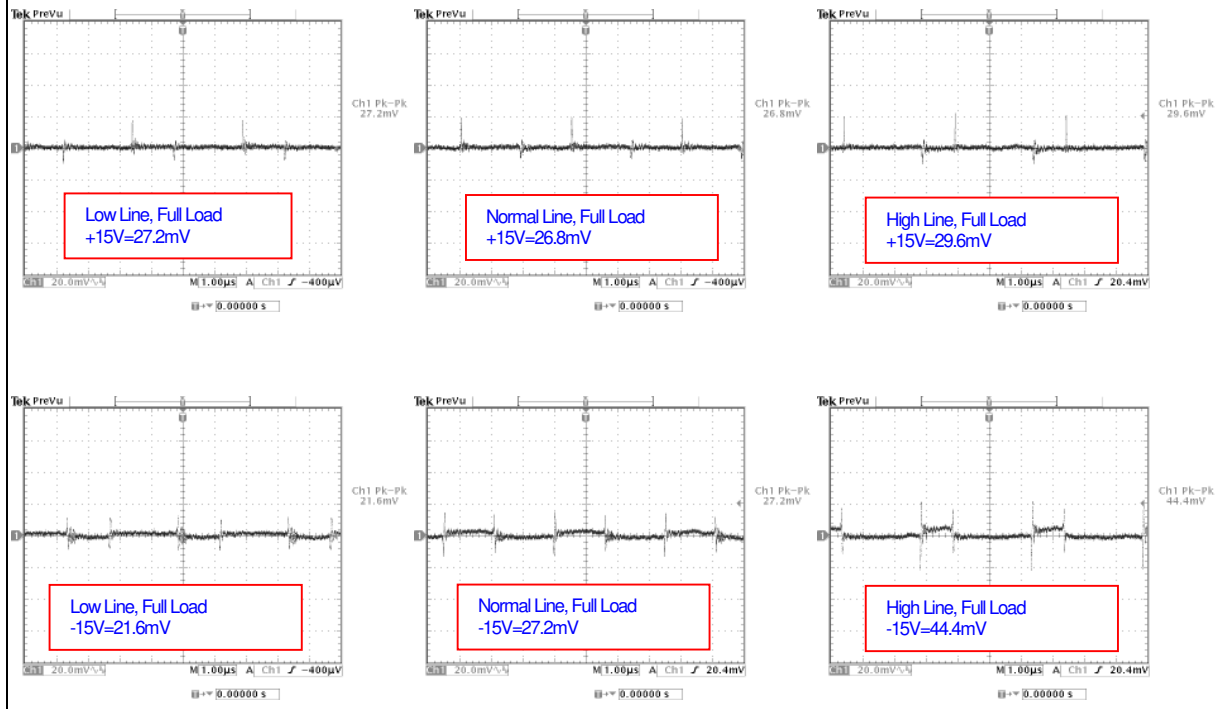 Tek PreVu
Ch1 Pk-Pk
27.2mV
1
Low Line, Full Load
+15V=27.2mV
Ch1 20.0mV
M 1.00µs A Ch1 ∫ -400µV
0.00000 s
Tek PreVu
Ch1 Pk-Pk
26.8mV
1
Normal Line, Full Load
+15V=26.8mV
Ch1 20.0mV
M 1.00µs A Ch1 ∫ -400µV
0.00000 s
Tek PreVu
Ch1 Pk-Pk
29.6mV
1
High Line, Full Load
+15V=29.6mV
Ch1 20.0mV
M 1.00µs A Ch1 ∫ 20.4mV
0.00000 s
Tek PreVu
Ch1 Pk-Pk
21.6mV
1
Low Line, Full Load
-15V=21.6mV
Ch1 20.0mV
M 1.00µs A Ch1 ∫ -400µV
0.00000 s
Tek PreVu
Ch1 Pk-Pk
27.2mV
1
Normal Line, Full Load
-15V=27.2mV
Ch1 20.0mV
M 1.00µs A Ch1 ∫ 20.4mV
0.00000 s
Tek PreVu
Ch1 Pk-Pk
44.4mV
1
High Line, Full Load
-15V=44.4mV
Ch1 20.0mV
M 1.00µs A Ch1 ∫ 20.4mV
0.00000 s